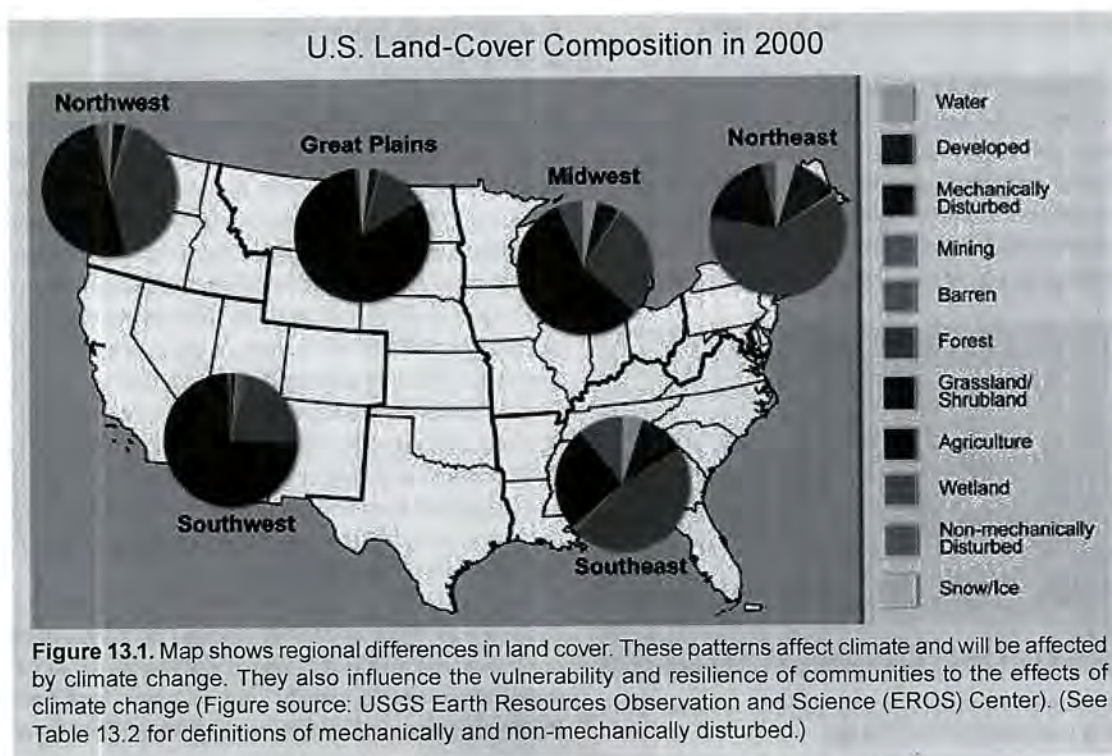 U.S. Land-Cover Composition in 2000
Northwest
Great Plains
Midwest
Northeast
Southwest
Southeast
Water
Developed
Mechanically
Disturbed
Mining
Barren
Forest
Grassland/
Shrubland
Agriculture
Wetland
Non-mechanically
Disturbed
Snow/Ice
Figure 13.1. Map shows regional differences in land cover. These patterns affect climate and will be affected
by climate change. They also influence the vulnerability and resilience of communities to the effects of
climate change (Figure source: USGS Earth Resources Observation and Science (EROS) Center). (See
Table 13.2 for definitions of mechanically and non-mechanically disturbed.)